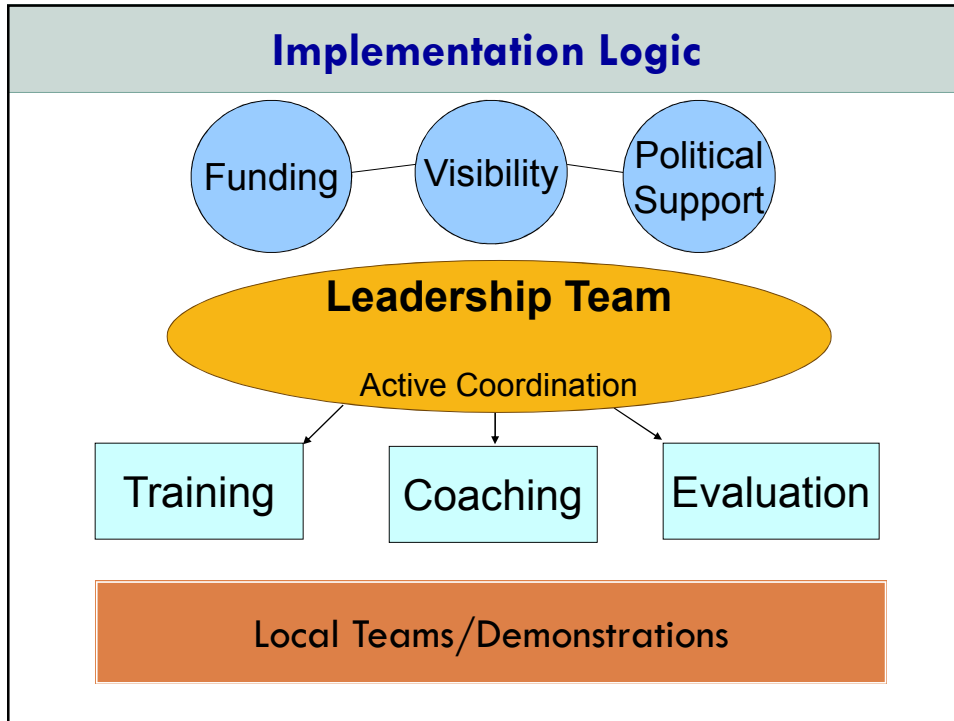 Implementation Logic
Funding
Visibility
Political
Support
Leadership Team
Active Coordination
Training
Coaching
Evaluation
Local Teams/Demonstrations